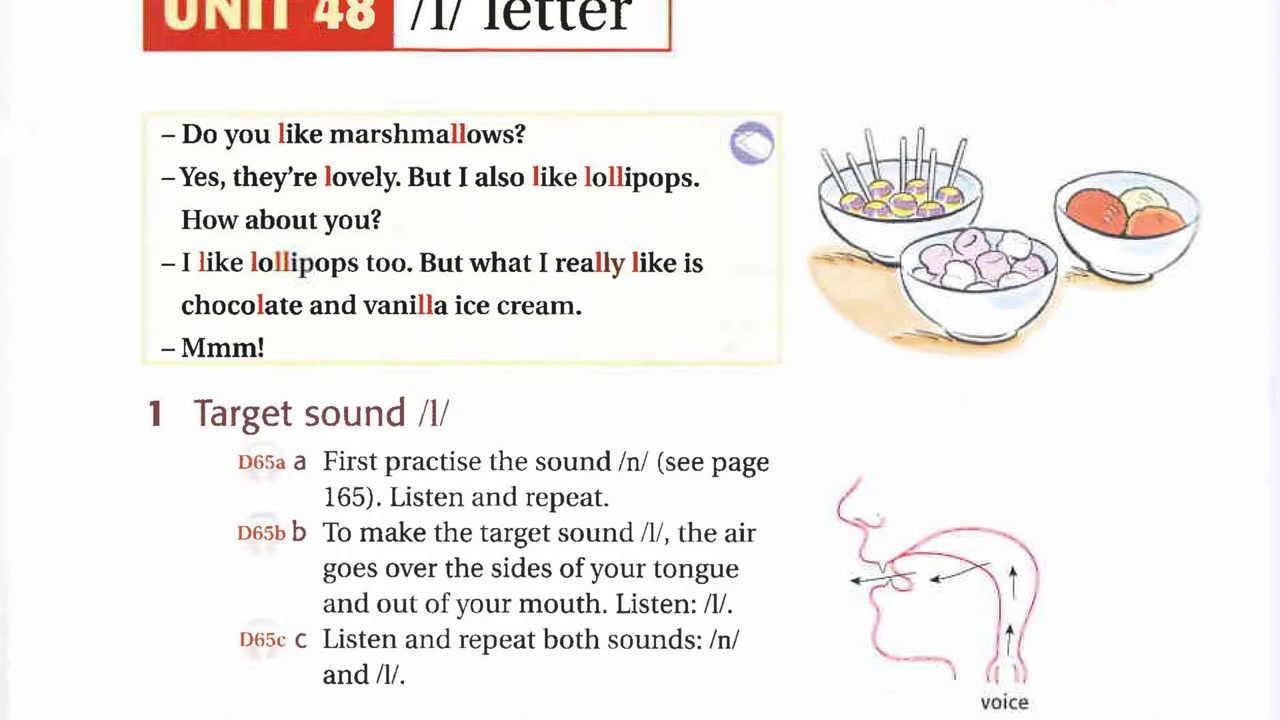 UNIT 48 /l/ letter
– Do you like marshmallows?
– Yes, they're lovely. But I also like lollipops.
How about you?
– I like lollipops too. But what I really like is
chocolate and vanilla ice cream.
– Mmm!
1 Target sound /l/
D65a a First practise the sound /n/ (see page
165). Listen and repeat.
D65b b To make the target sound /l/, the air
goes over the sides of your tongue
and out of your mouth. Listen: /l/.
D65c c Listen and repeat both sounds: /n/
and /l/.
voice